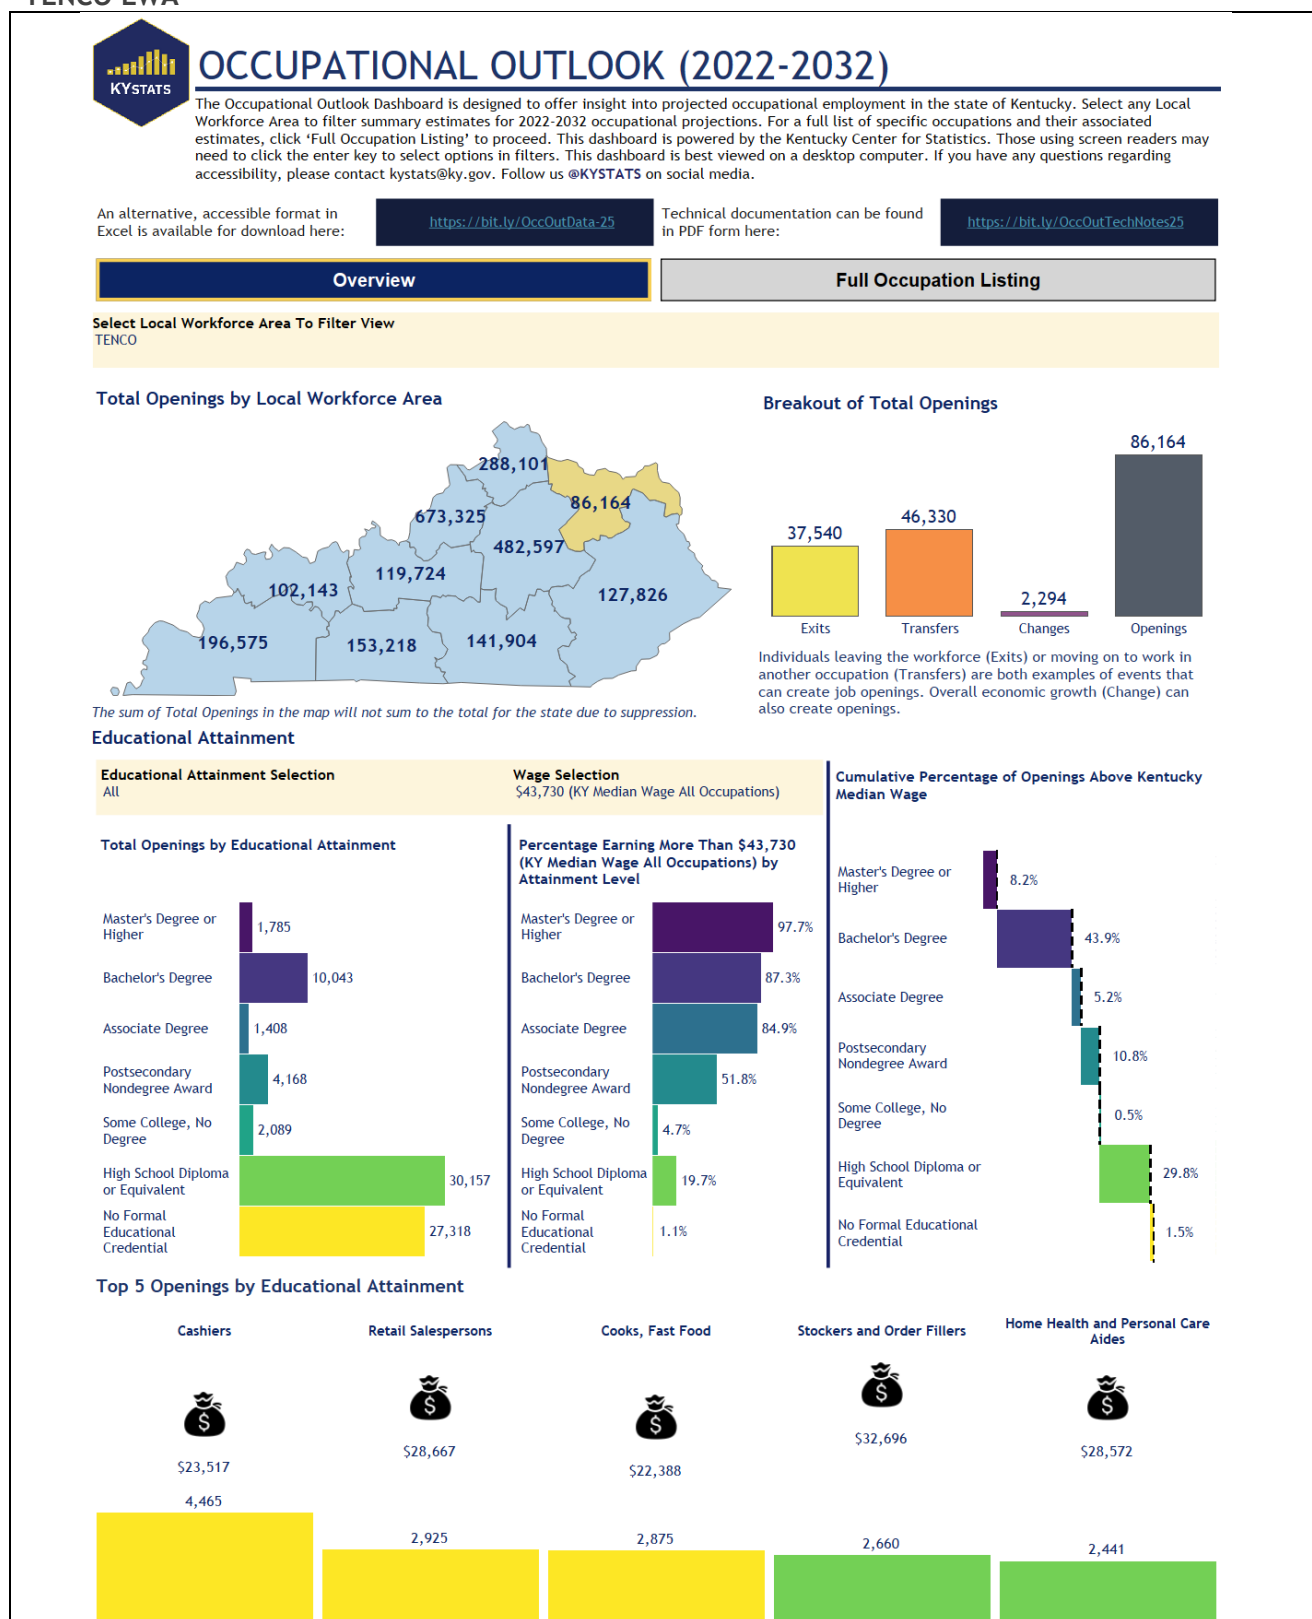 TENCO LWA
KYSTATS
OCCUPATIONAL OUTLOOK (2022-2032)
The Occupational Outlook Dashboard is designed to offer insight into projected occupational employment in the state of Kentucky. Select any Local
Workforce Area to filter summary estimates for 2022-2032 occupational projections. For a full list of specific occupations and their associated
estimates, click ‘Full Occupation Listing’ to proceed. This dashboard is powered by the Kentucky Center for Statistics. Those using screen readers may
need to click the enter key to select options in filters. This dashboard is best viewed on a desktop computer. If you have any questions regarding
accessibility, please contact kystats@ky.gov. Follow us @KYSTATS on social media.
An alternative, accessible format in
Excel is available for download here:
https://bit.ly/OccOutData-25
Technical documentation can be found
in PDF form here:
https://bit.ly/OccOutTechNotes25
Overview
Full Occupation Listing
Select Local Workforce Area To Filter View
TENCO
Total Openings by Local Workforce Area
288,101
86,164
673,325
482,597
119,724
102,143
127,826
196,575
153,218
141,904
The sum of Total Openings in the map will not sum to the total for the state due to suppression.
Breakout of Total Openings
86,164
46,330
37,540
2,294
Exits
Transfers
Changes
Openings
Individuals leaving the workforce (Exits) or moving on to work in
another occupation (Transfers) are both examples of events that
can create job openings. Overall economic growth (Change) can
also create openings.
Educational Attainment
Educational Attainment Selection
All
Wage Selection
$43,730 (KY Median Wage All Occupations)
Total Openings by Educational Attainment
Master's Degree or
Higher
1,785
Bachelor's Degree
10,043
Associate Degree
1,408
Postsecondary
Nondegree Award
4,168
Some College, No
Degree
2,089
High School Diploma
or Equivalent
30,157
No Formal
Educational
Credential
27,318
Percentage Earning More Than $43,730
(KY Median Wage All Occupations) by
Attainment Level
Master's Degree or
Higher
97.7%
Bachelor's Degree
87.3%
Associate Degree
84.9%
Postsecondary
Nondegree Award
51.8%
Some College, No
Degree
4.7%
High School Diploma
or Equivalent
19.7%
No Formal
Educational
Credential
1.1%
Cumulative Percentage of Openings Above Kentucky
Median Wage
Master's Degree or
Higher
8.2%
Bachelor's Degree
43.9%
Associate Degree
5.2%
Postsecondary
Nondegree Award
10.8%
Some College, No
Degree
0.5%
High School Diploma or
Equivalent
29.8%
No Formal Educational
Credential
1.5%
Top 5 Openings by Educational Attainment
Cashiers
$
$23,517
4,465
Retail Salespersons
$
$28,667
2,925
Cooks, Fast Food
$
$22,388
2,875
Stockers and Order Fillers
$
$32,696
2,660
Home Health and Personal Care
Aides
$
$28,572
2,441